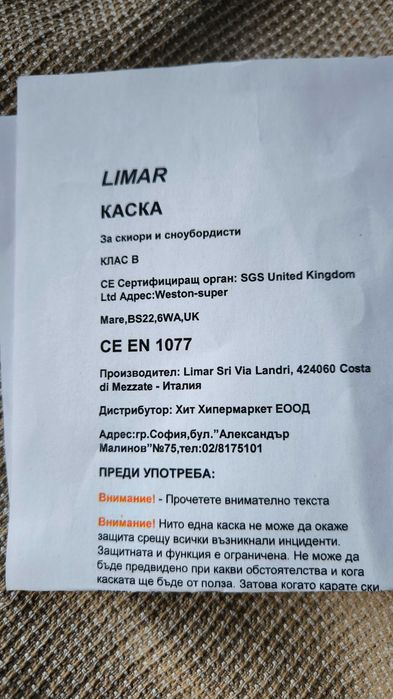 LIMAR
КАСКА
За скиори и сноубордисти
КЛАС В
CE Сертифициращ орган: SGS United Kingdom
Ltd Адрес:Weston-super
Mare,BS22,6WA,UK
CE EN 1077
Производител: Limar Sri Via Landri, 424060 Costa
di Mezzate - Италия
Дистрибутор: Хит Хипермаркет ЕООД
Адрес:гр.София,бул."Александър
Малинов"№75,тел:02/8175101
ПРЕДИ УПОТРЕБА:
Внимание! - Прочетете внимателно текста
Внимание! Нито една каска не може да окаже
защита срещу всички възникнали инциденти.
Защитната и функция е ограничена. Не може да
бъде предвидено при какви обстоятелства и кога
каската ще бъде от полза. Затова когато карате ски